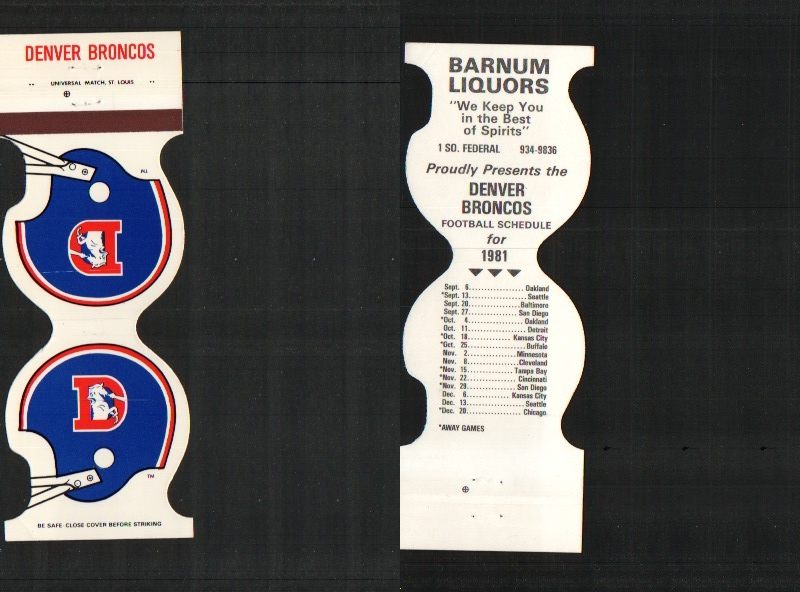 DENVER BRONCOS
UNIVERSAL MATCH, ST. LOUIS
TM
D
D
TM
BE SAFE-CLOSE COVER BEFORE STRIKING
BARNUM
LIQUORS
"We Keep You
in the Best
of Spirits"
1 SO. FEDERAL 934-9836
Proudly Presents the
DENVER
BRONCOS
FOOTBALL SCHEDULE
for
1981
Sept. 6..................Oakland
*Sept. 13..................Seattle
Sept. 20..................Baltimore
Sept. 27..................San Diego
*Oct. 4..................Oakland
Oct. 11..................Detroit
*Oct. 18..................Kansas City
*Oct. 25..................Buffalo
Nov. 2..................Minnesota
Nov. 8..................Cleveland
*Nov. 15..................Tampa Bay
*Nov. 22..................Cincinnati
*Nov. 29..................San Diego
Dec. 6..................Kansas City
Dec. 13..................Seattle
*Dec. 20..................Chicago
*AWAY GAMES